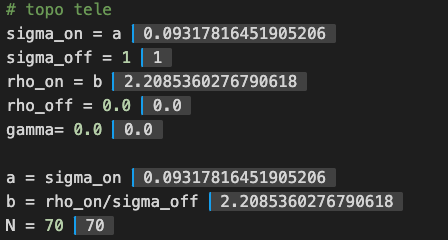 # topo tele
sigma_on = a 0.09317816451905206
sigma_off = 1 1
rho_on = b 2.2085360276790618
rho_off = 0.0 0.0
gamma= 0.0 0.0
a = sigma_on 0.09317816451905206
b = rho_on/sigma_off 2.2085360276790618
N = 70 70